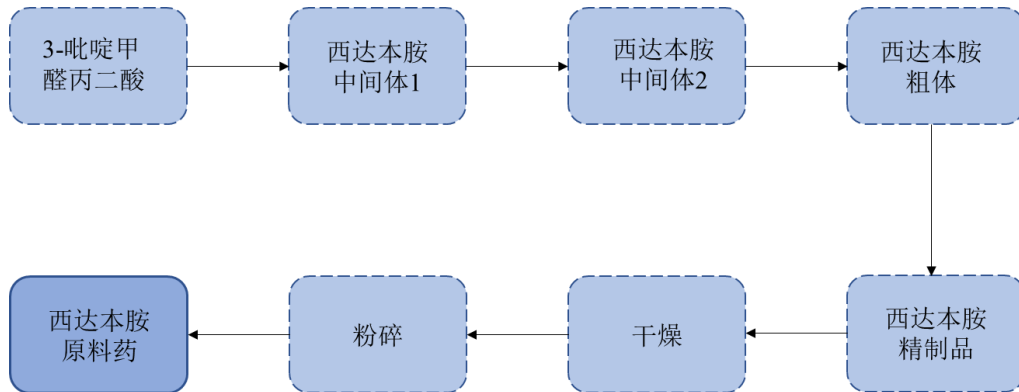 3-吡啶甲
醛丙二酸
西达本胺
中间体1
西达本胺
中间体2
西达本胺
粗体
西达本胺
精制品
干燥
粉碎
西达本胺
原料药